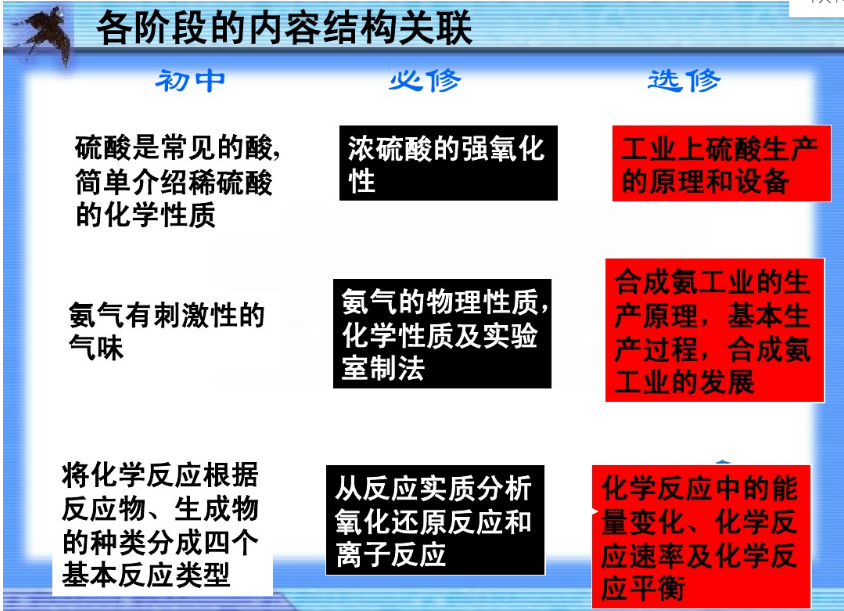 各阶段的内容结构关联
初中
必修
选修
硫酸是常见的酸,
简单介绍稀硫酸
的化学性质
浓硫酸的强氧化
性
工业上硫酸生产
的原理和设备
氨气有刺激性的
气味
氨气的物理性质,
化学性质及实验
室制法
合成氨工业的生
产原理，基本生
产过程，合成氨
工业的发展
将化学反应根据
反应物、生成物
的种类分成四个
基本反应类型
从反应实质分析
氧化还原反应和
离子反应
化学反应中的能
量变化、化学反
应速率及化学反
应平衡